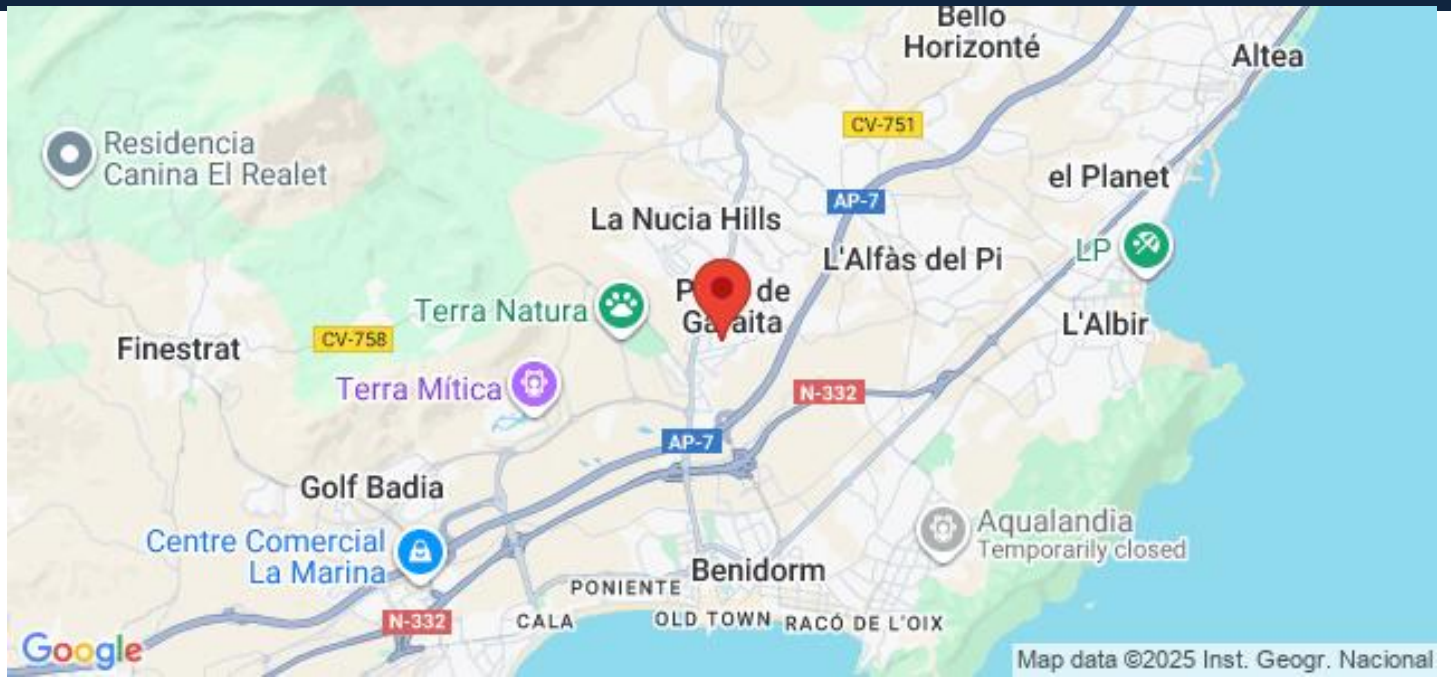 Bello
Horizonté
Altea
CV-751
Residencia
Canina El Realet
el Planet
AP-7
La Nucia Hills
LP
L'Alfàs del Pi
de
Terra Natura
L'Albir
CV-758
Finestrat
Terra Mítica
N-332
AP-7
Golf Badia
Aqualandia
Temporarily closed
Centre Comercial
La Marina
Benidorm
PONIENTE
N-332
CALA
OLD TOWN
RACÓ DE L'OIX
Google
Map data ©2025 Inst. Geogr. Nacional